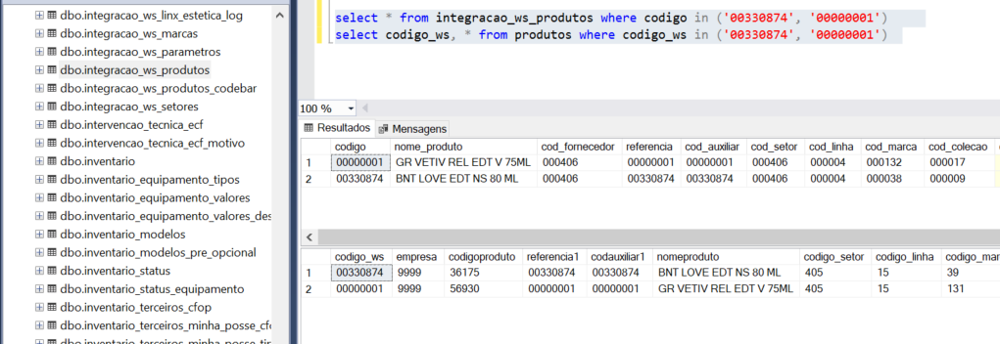 dbo.integracao_ws_linx_estetica_log
dbo.integracao_ws_marcas
dbo.integracao_ws_parametros
dbo.integracao_ws_produtos
dbo.integracao_ws_produtos_codebar
dbo.integracao_ws_setores
dbo.intervencao_tecnica_ecf
dbo.intervencao_tecnica_ecf_motivo
dbo.inventario
dbo.inventario_equipamento_tipos
dbo.inventario_equipamento_valores
dbo.inventario_equipamento_valores_des
dbo.inventario_modelos
dbo.inventario_modelos_pre_opcional
dbo.inventario_status
dbo.inventario_status_equipamento
dbo.inventario_terceiros_cfop
dbo.inventario_terceiros_minha_posse_cf
dbo.inventario_terceiros_minha_posse_tip
select * from integracao_ws_produtos where codigo in ('00330874', '00000001')
select codigo_ws, * from produtos where codigo_ws in ('00330874', '00000001')
100 %
Resultados Mensagens
codigo nome_produto cod_fornecedor referencia cod_auxiliar cod_setor cod_linha cod_marca cod_colecao
1 00000001 GR VETIV REL EDT V 75ML 000406 00000001 00000001 000406 000004 000132 000017
2 00330874 BNT LOVE EDT NS 80 ML 000406 00330874 00330874 000406 000004 000038 000009
codigo_ws empresa codigoproduto referencia1 codauxiliar1 nomeproduto codigo_setor codigo_linha codigo_mar
1 00330874 9999 36175 00330874 00330874 BNT LOVE EDT NS 80 ML 405 15 39
2 00000001 9999 56930 00000001 00000001 GR VETIV REL EDT V 75ML 405 15 131